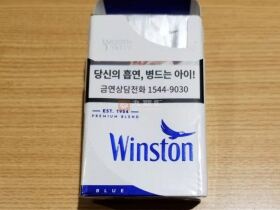 당신의 흡연, 병드는 아이!
금연상담전화 1544-9030
EST. 1954
PREMIUM BLEND
Winston
BLUE